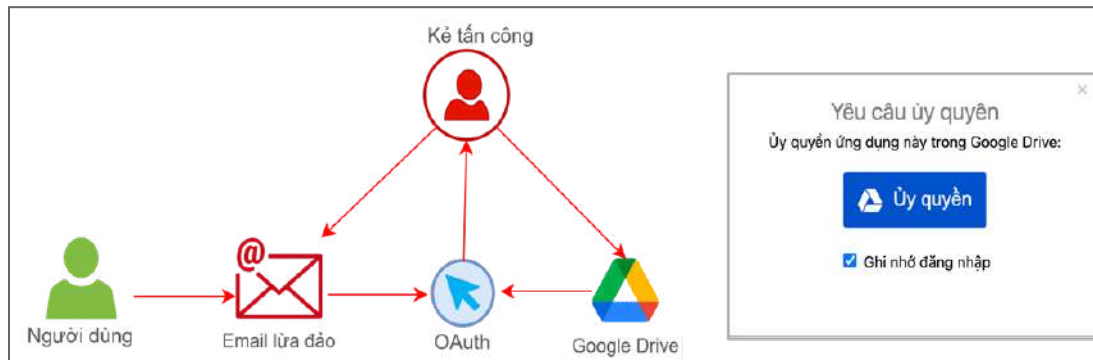 Kẻ tấn công
Người dùng
@
Email lừa đảo
OAuth
Google Drive
×
Yêu cầu ủy quyền
Ủy quyền ứng dụng này trong Google Drive:
Ủy quyền
Ghi nhớ đăng nhập